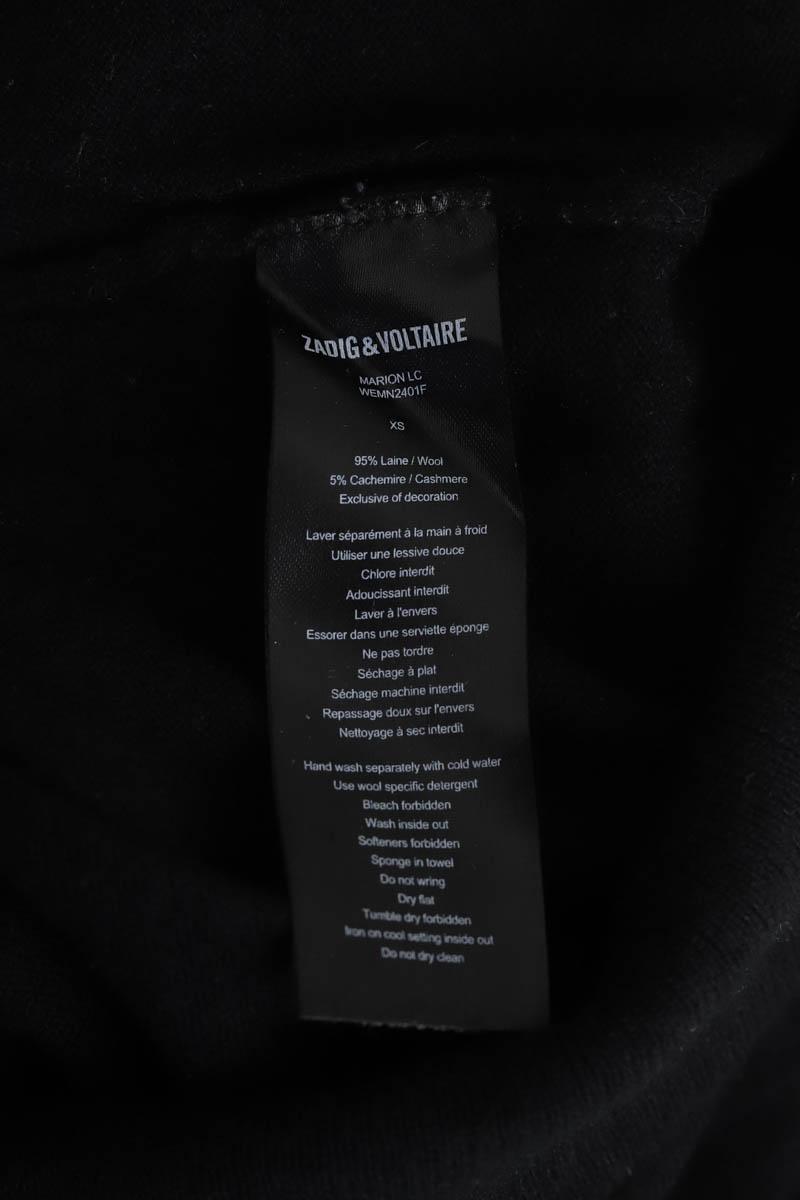 ZADIG&VOLTAIRE
MARION LC
WEMN2401F
XS
95% Laine / Wool
5% Cachemire / Cashmere
Exclusive of decoration
Laver séparément à la main à froid
Utiliser une lessive douce
Chlore interdit
Adoucissant interdit
Laver à l'envers
Essorer dans une serviette éponge
Ne pas tordre
Séchage à plat
Séchage machine interdit
Repassage doux sur l'envers
Nettoyage à sec interdit
Hand wash separately with cold water
Use wool specific detergent
Bleach forbidden
Wash inside out
Softeners forbidden
Sponge in towel
Do not wring
Dry flat
Tumble dry forbidden
Iron on cool setting inside out
Do not dry clean